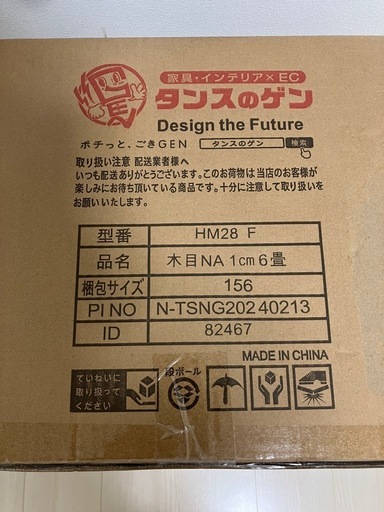 家具・インテリア×EC
タンスのゲン
Design the Future
ポチっと、ごきGEN タンスのゲン 検索
取り扱い注意 配送業者様へ
いつも配送ありがとうございます。このお荷物は当店のお客様が
楽しみにお待ち頂いている商品です。十分に注意して取り扱いを
お願いいたします。
型番 HM28 F
品名 木目NA 1cm 6畳
梱包サイズ 156
PI NO N-TSNG20240213
ID 82467
MADE IN CHINA
ていねいに
取り扱って
ください
段ボール